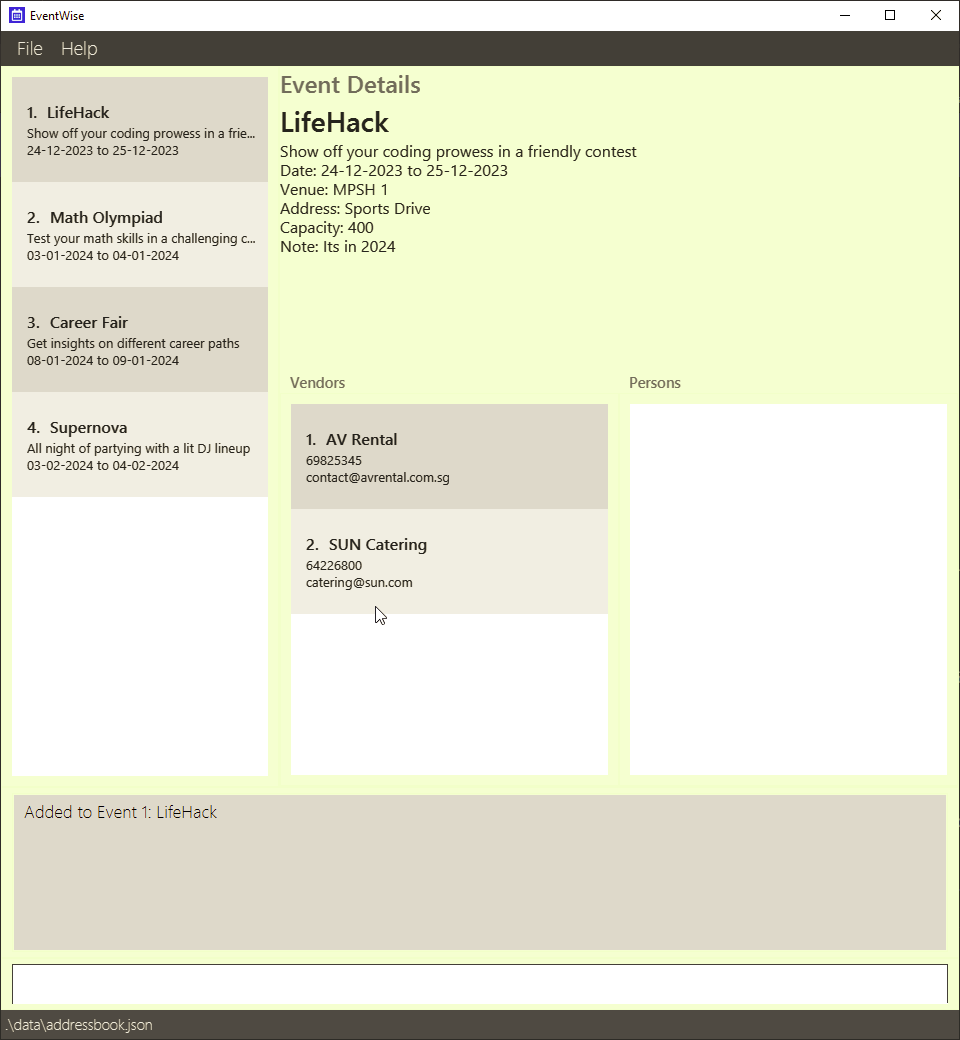 EventWise
File Help
1. LifeHack
Show off your coding prowess in a frie...
24-12-2023 to 25-12-2023
2. Math Olympiad
Test your math skills in a challenging c...
03-01-2024 to 04-01-2024
3. Career Fair
Get insights on different career paths
08-01-2024 to 09-01-2024
4. Supernova
All night of partying with a lit DJ lineup
03-02-2024 to 04-02-2024
Event Details
LifeHack
Show off your coding prowess in a friendly contest
Date: 24-12-2023 to 25-12-2023
Venue: MPSH 1
Address: Sports Drive
Capacity: 400
Note: Its in 2024
Vendors
1. AV Rental
69825345
contact@avrental.com.sg
2. SUN Catering
64226800
catering@sun.com
Persons
Added to Event 1: LifeHack
.\data\addressbook.json